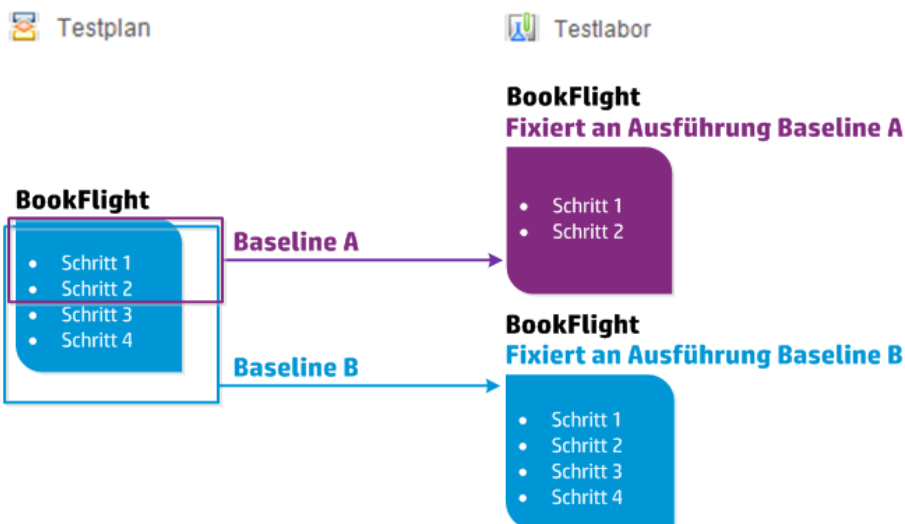 Testplan
Testlabor
BookFlight
Fixiert an Ausführung Baseline A
• Schritt 1
• Schritt 2
BookFlight
• Schritt 1
• Schritt 2
• Schritt 3
• Schritt 4
Baseline A
Baseline B
BookFlight
Fixiert an Ausführung Baseline B
• Schritt 1
• Schritt 2
• Schritt 3
• Schritt 4